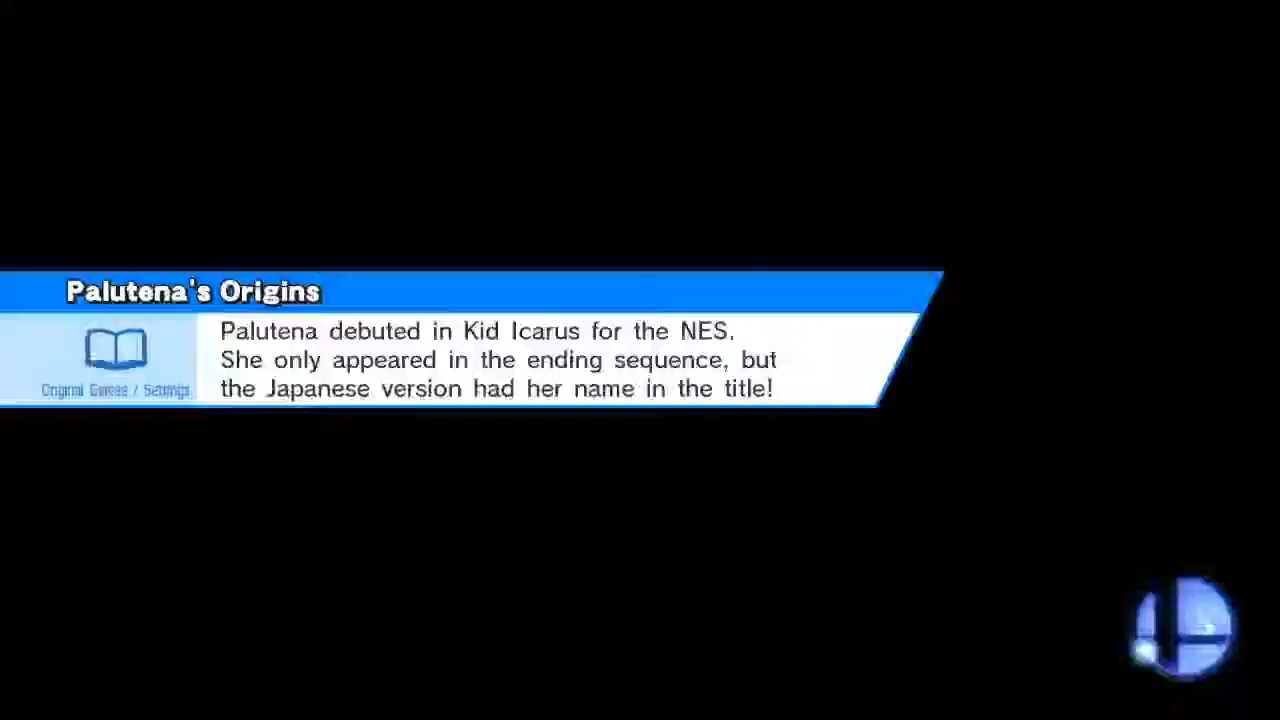 Palutena's Origins
Palutena debuted in Kid Icarus for the NES.
She only appeared in the ending sequence, but
the Japanese version had her name in the title!
Original Games / Settings